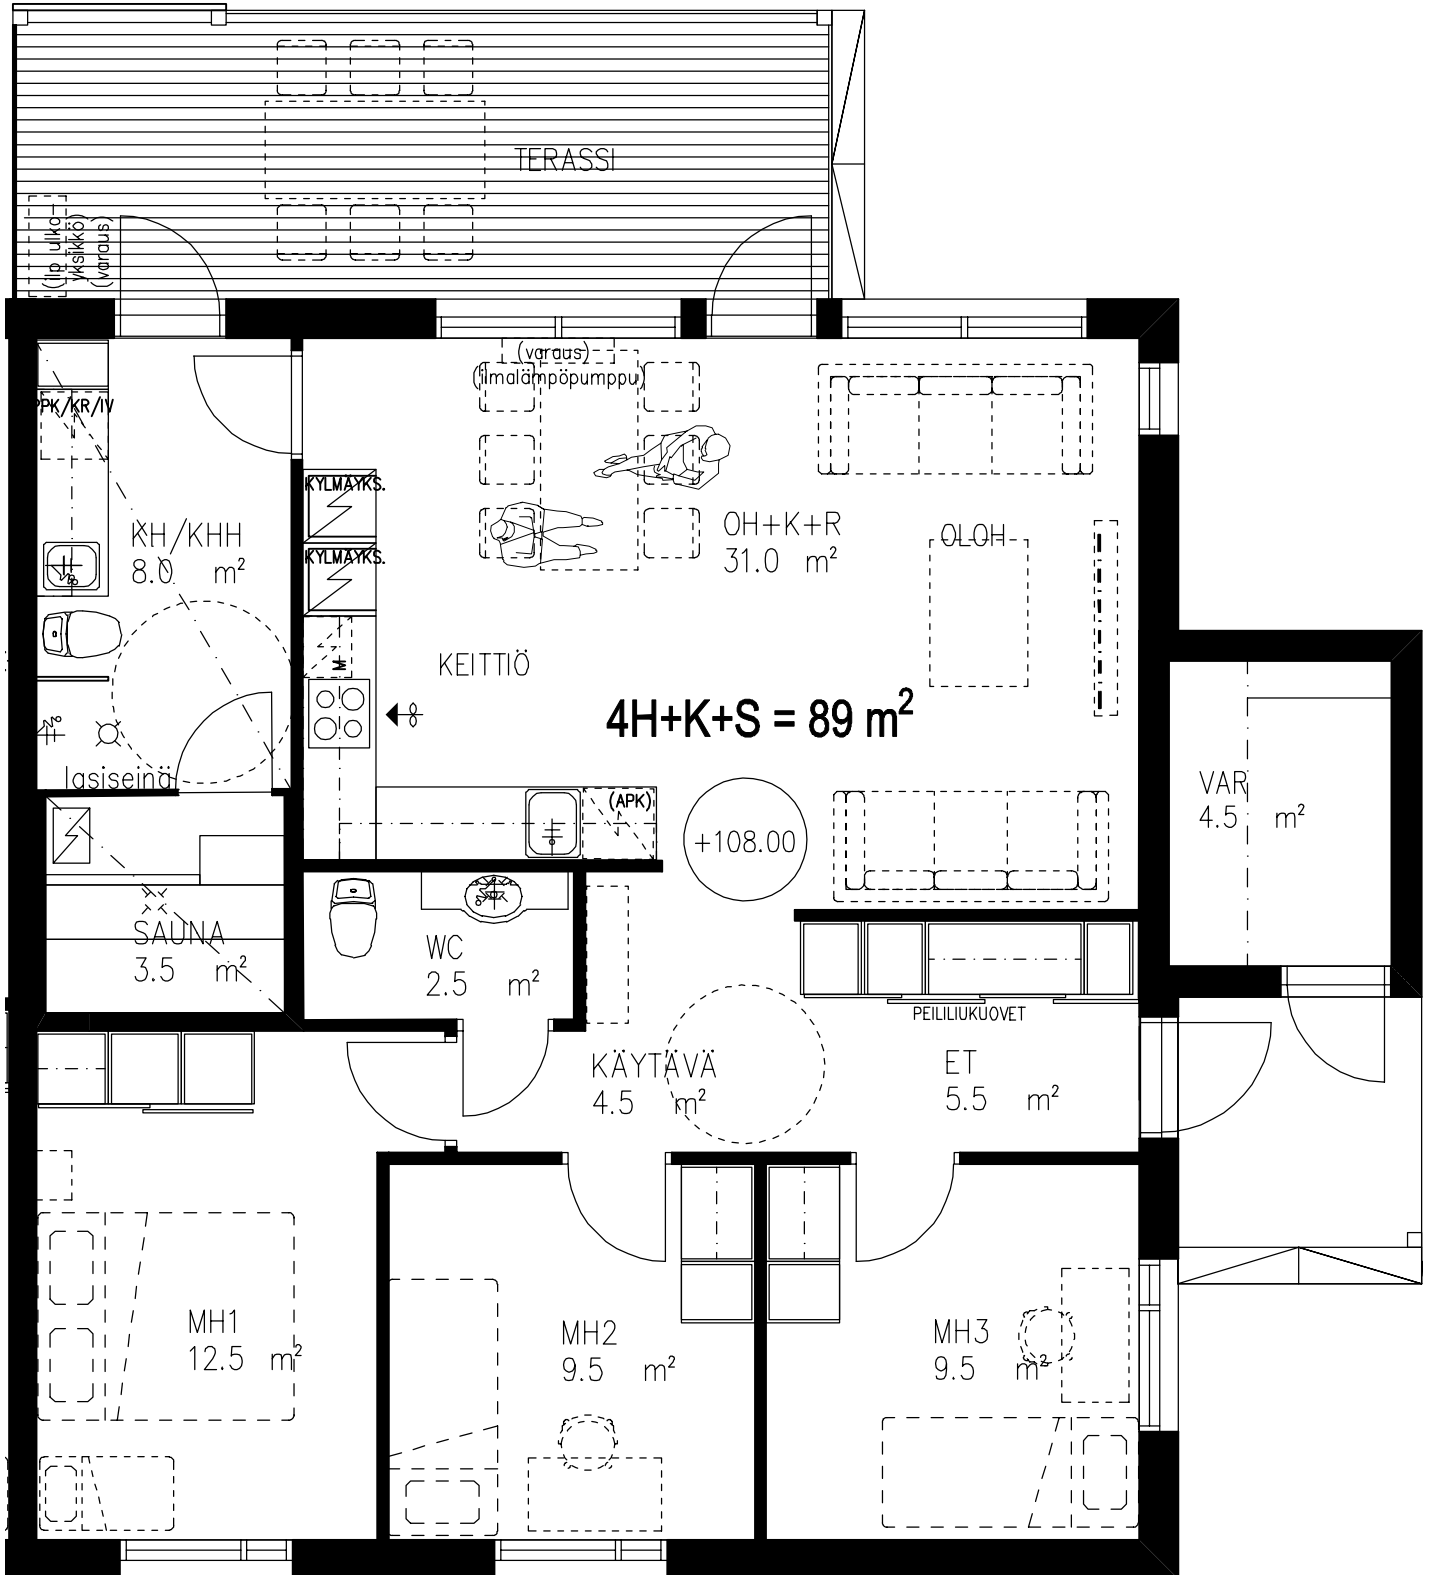 TERASSI
(ilp ulko-
yksikkö)
(varaus)
(varaus)
(ilmalämpöpumppu)
PPK/KR/IV
KYLMÄYKS.
KYLMÄYKS.
KH/KHH
8.0 m²
OH+K+R
31.0 m²
OLOH
KEITTIÖ
M
4H+K+S = 89 m²
lasiseinä
(APK)
+108.00
VAR
4.5 m²
SAUNA
3.5 m²
WC
2.5 m²
PEILILIUKUOVET
KÄYTÄVÄ
4.5 m²
ET
5.5 m²
MH1
12.5 m²
MH2
9.5 m²
MH3
9.5 m²